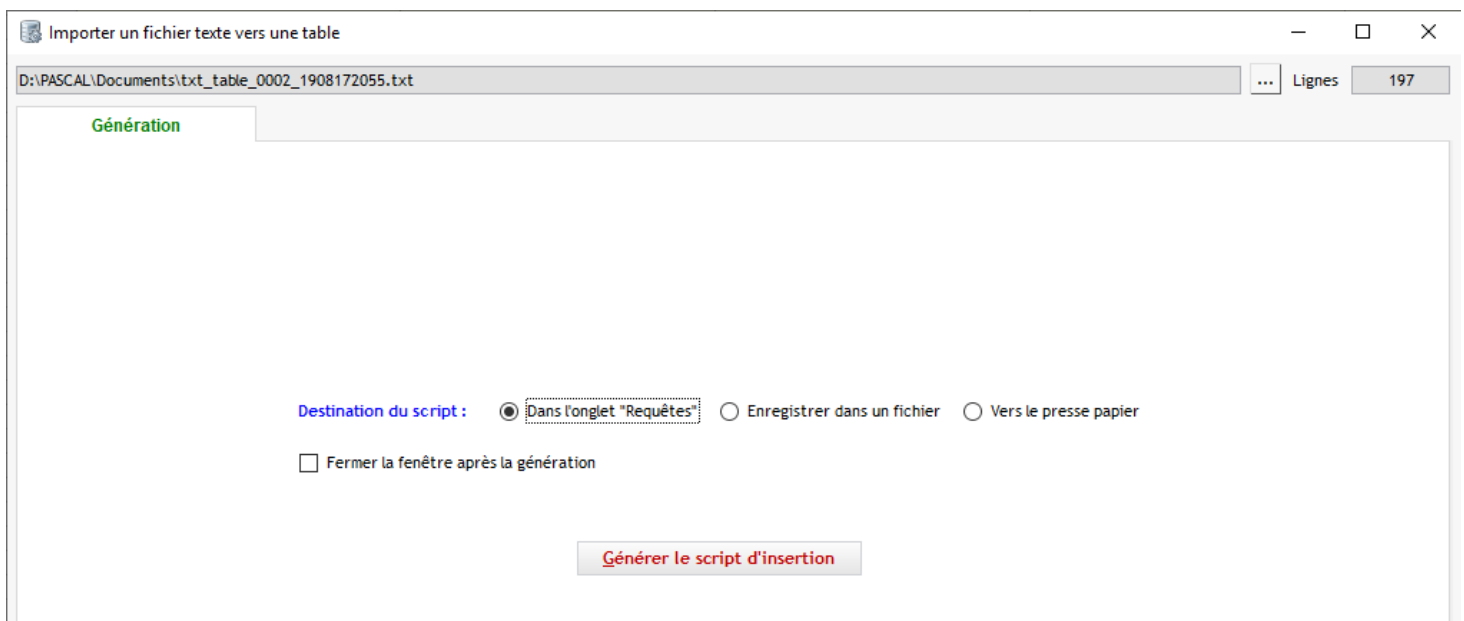 Importer un fichier texte vers une table
D:\PASCAL\Documents\txt_table_0002_1908172055.txt ... Lignes 197
Génération
Destination du script : Dans l'onglet "Requêtes" Enregistrer dans un fichier Vers le presse papier
Fermer la fenêtre après la génération
Générer le script d'insertion